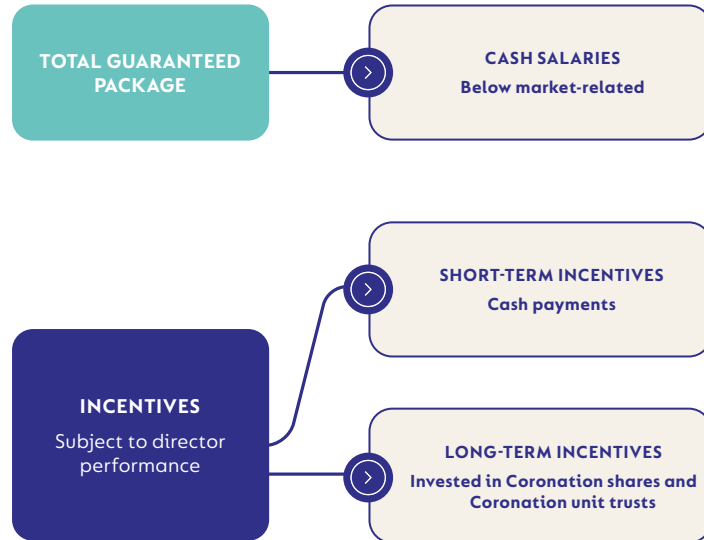 TOTAL GUARANTEED
PACKAGE
CASH SALARIES
Below market-related
SHORT-TERM INCENTIVES
Cash payments
INCENTIVES
Subject to director
performance
LONG-TERM INCENTIVES
Invested in Coronation shares and
Coronation unit trusts